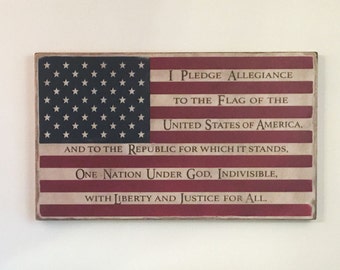 I Pledge Allegiance
to the Flag of the
United States of America,
and to the Republic for which it stands,
One Nation Under God, Indivisible,
with Liberty and Justice for All.